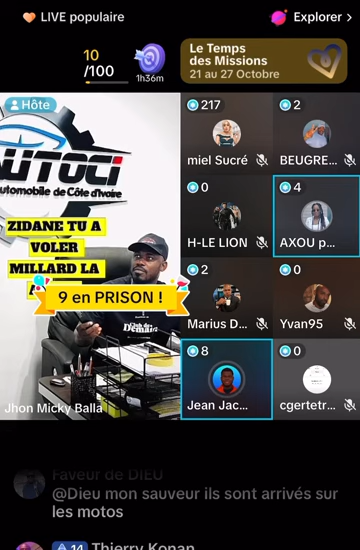 LIVE populaire
Explorer >
10
/100
1h36m
Le Temps
des Missions
21 au 27 Octobre
Hôte
AUTOCI
utomobile de Côte d'Ivoire
ZIDANE TU A
VOLER
MILLARD LA
9 en PRISON !
Jhon Micky Balla
217
miel Sucré
2
BEUGRE...
0
H-LE LION
4
AXOU p...
2
Marius D...
0
Yvan95
8
Jean Jac...
0
cgertetr...
Faveur de DIEU
@Dieu mon sauveur ils sont arrivés sur
les motos
14 Thierry Konan